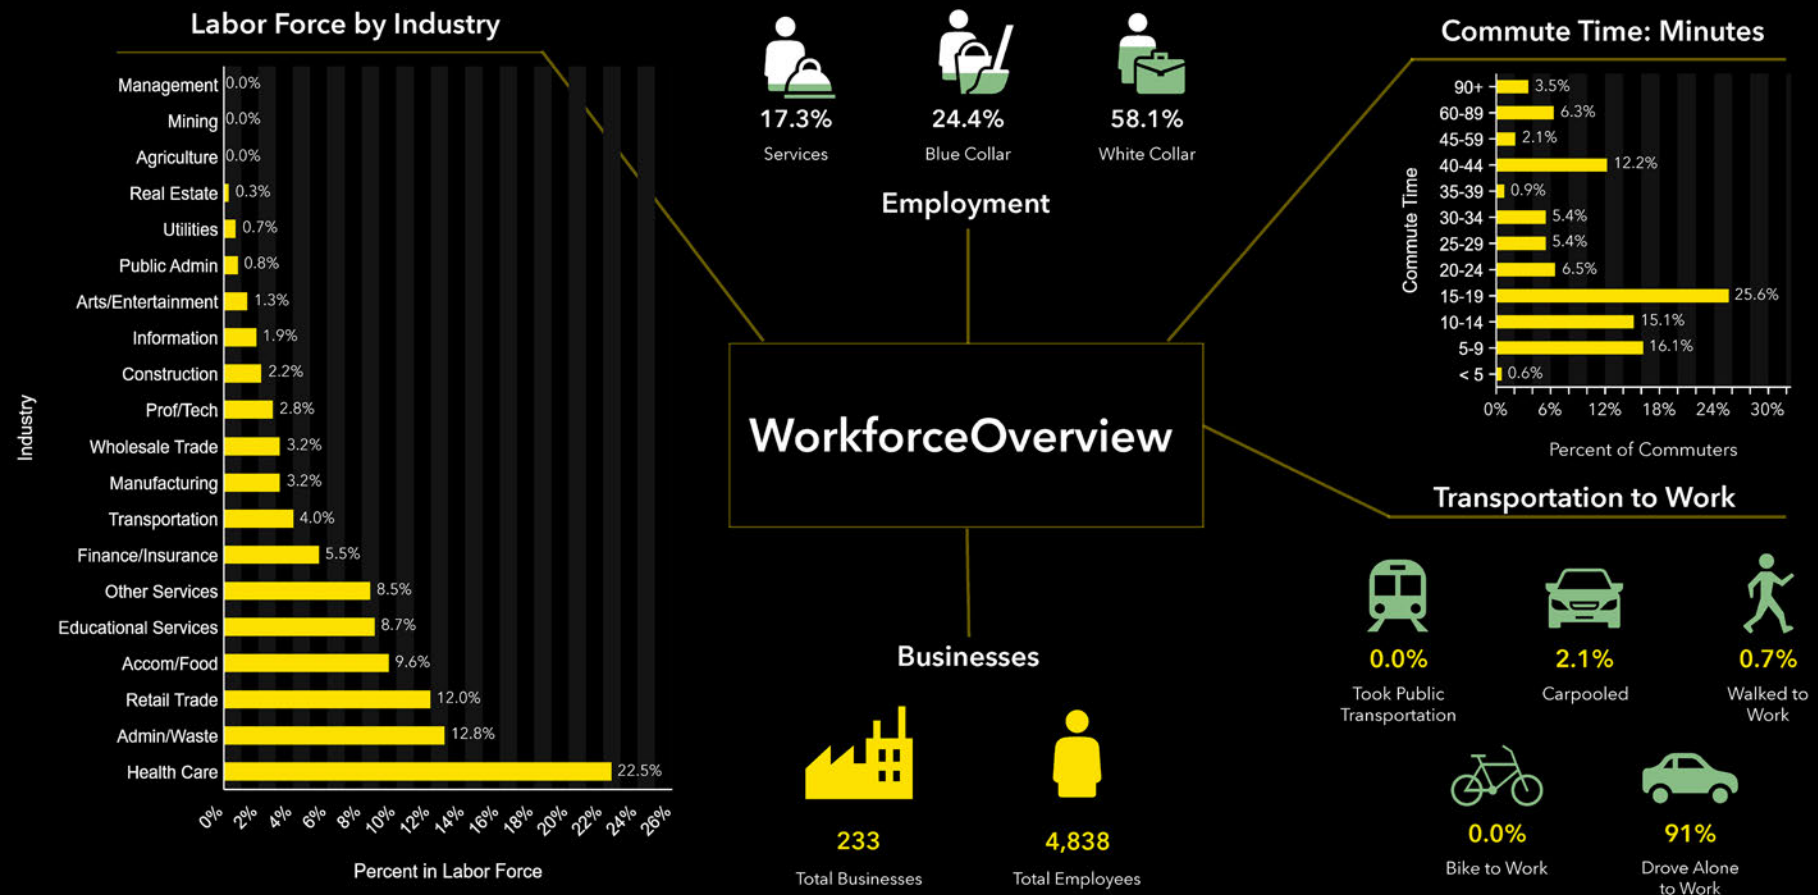 Labor Force by Industry
Industry
Management 0.0%
Mining 0.0%
Agriculture 0.0%
Real Estate 0.3%
Utilities 0.7%
Public Admin 0.8%
Arts/Entertainment 1.3%
Information 1.9%
Construction 2.2%
Prof/Tech 2.8%
Wholesale Trade 3.2%
Manufacturing 3.2%
Transportation 4.0%
Finance/Insurance 5.5%
Other Services 8.5%
Educational Services 8.7%
Accom/Food 9.6%
Retail Trade 12.0%
Admin/Waste 12.8%
Health Care 22.5%
0% 2% 4% 6% 8% 10% 12% 14% 16% 18% 20% 22% 24% 26%
Percent in Labor Force
17.3% 24.4% 58.1%
Services Blue Collar White Collar
Employment
WorkforceOverview
Businesses
233 4,838
Total Businesses Total Employees
Commute Time: Minutes
Commute Time
90+ 3.5%
60-89 6.3%
45-59 2.1%
40-44 12.2%
35-39 0.9%
30-34 5.4%
25-29 5.4%
20-24 6.5%
15-19 25.6%
10-14 15.1%
5-9 16.1%
< 5 0.6%
0% 6% 12% 18% 24% 30%
Percent of Commuters
Transportation to Work
0.0% 2.1% 0.7%
Took Public Carpooled Walked to
Transportation Work
0.0% 91%
Bike to Work Drove Alone
to Work